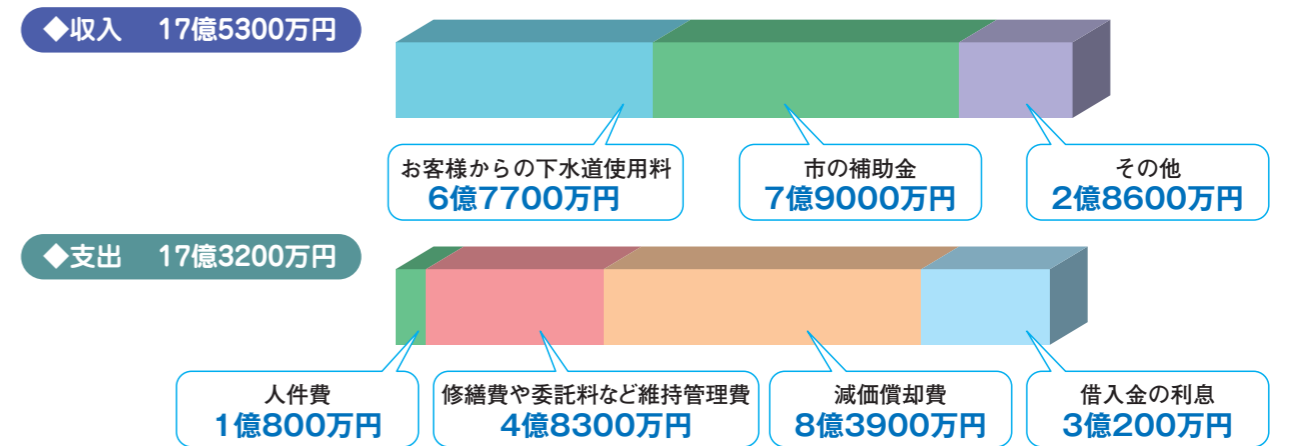 ◆収入 17億5300万円
お客様からの下水道使用料
6億7700万円
市の補助金
7億9000万円
その他
2億8600万円
◆支出 17億3200万円
人件費
1億800万円
修繕費や委託料など維持管理費
4億8300万円
減価償却費
8億3900万円
借入金の利息
3億200万円